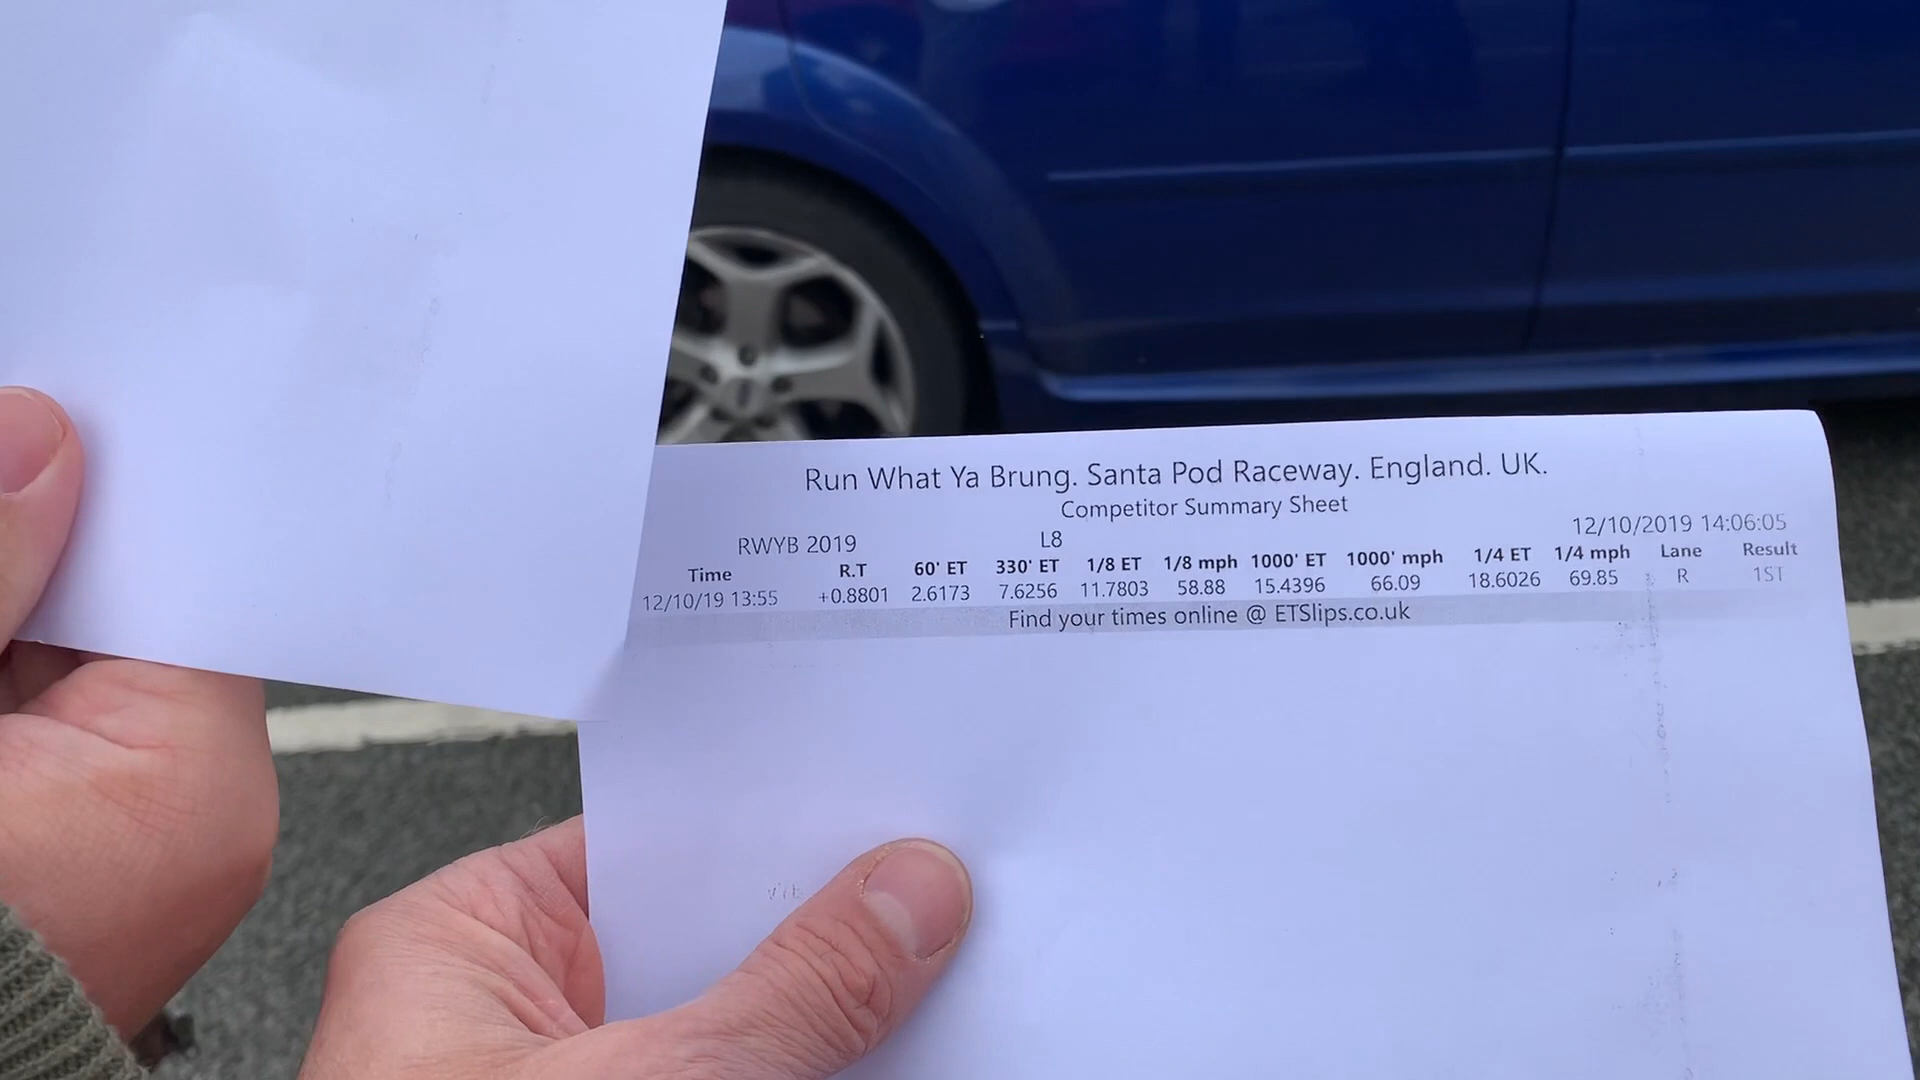 Run What Ya Brung. Santa Pod Raceway. England. UK.
Competitor Summary Sheet
RWYB 2019 L8 12/10/2019 14:06:05
Time R.T 60' ET 330' ET 1/8 ET 1/8 mph 1000' ET 1000' mph 1/4 ET 1/4 mph Lane Result
12/10/19 13:55 +0.8801 2.6173 7.6256 11.7803 58.88 15.4396 66.09 18.6026 69.85 R 1ST
Find your times online @ ETSlips.co.uk